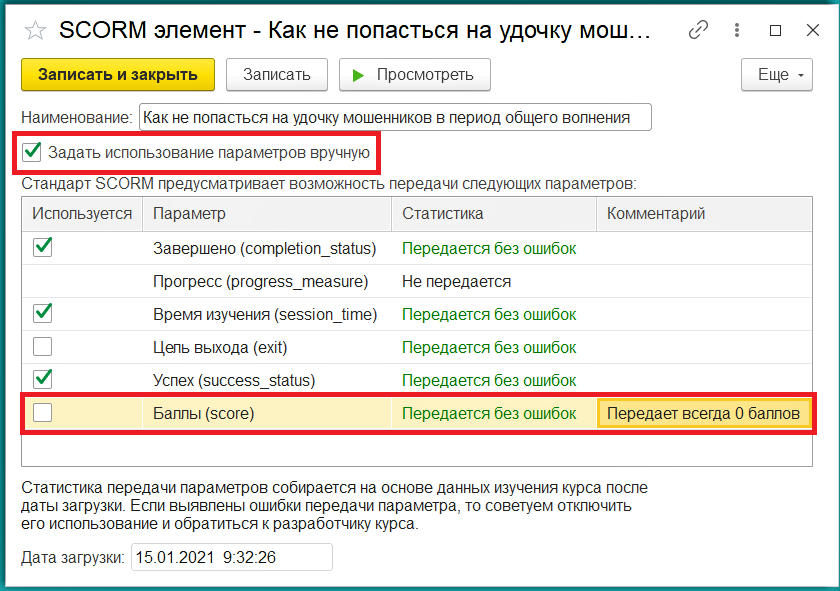 SCORM элемент - Как не попасться на удочку мош...
Записать и закрыть Записать Просмотреть Еще
Наименование: Как не попасться на удочку мошенников в период общего волнения
Задать использование параметров вручную
Стандарт SCORM предусматривает возможность передачи следующих параметров:
Используется Параметр Статистика Комментарий
Завершено (completion_status) Передается без ошибок
Прогресс (progress_measure) Не передается
Время изучения (session_time) Передается без ошибок
Цель выхода (exit) Передается без ошибок
Успех (success_status) Передается без ошибок
Баллы (score) Передается без ошибок Передает всегда 0 баллов
Статистика передачи параметров собирается на основе данных изучения курса после
даты загрузки. Если выявлены ошибки передачи параметра, то советуем отключить
его использование и обратиться к разработчику курса.
Дата загрузки: 15.01.2021 9:32:26